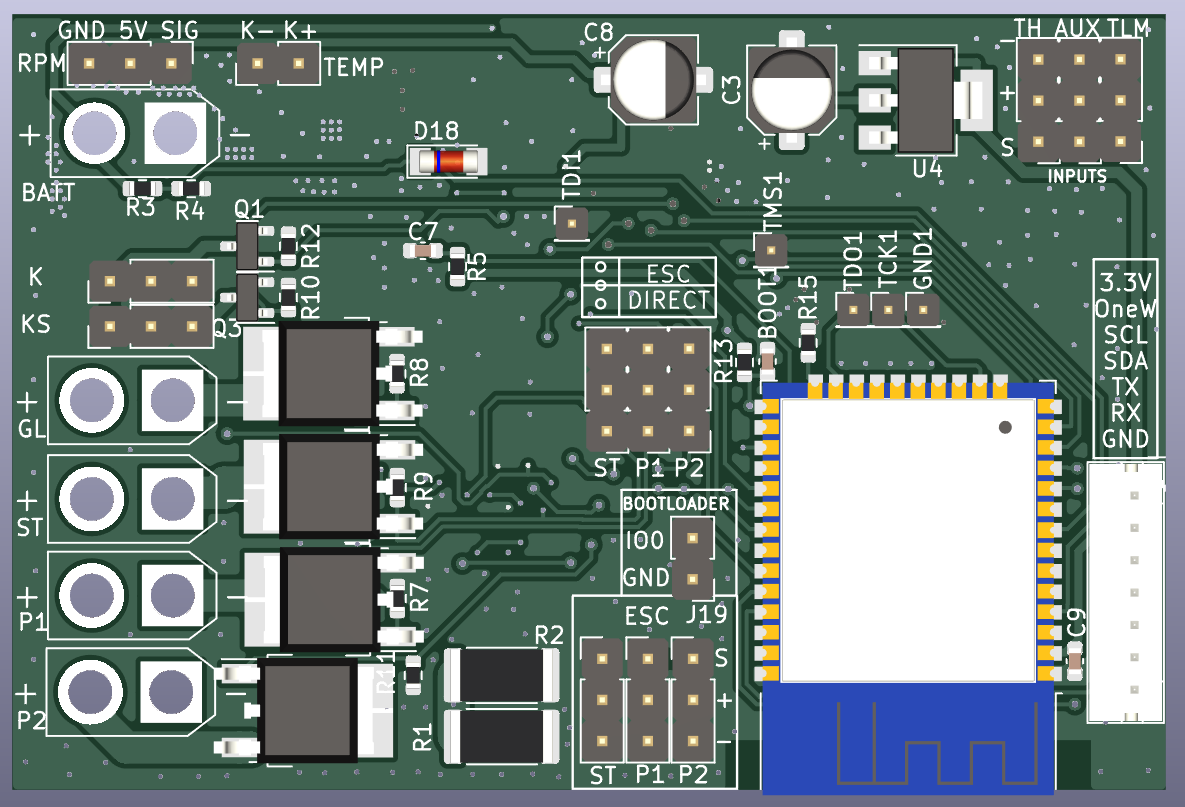 GND 5V SIG
K- K+
C8
TH AUX TLM
RPM
TEMP
+
−
C3
+
+
−
D18
+
S
U4
INPUTS
BATT
R3
R4
TDI1
TMS1
Q1
R12
C7
R5
TDO1
TCK1
GND1
K
KS
R10
Q3
ESC
DIRECT
BOOT1
R15
3.3V
OneW
SCL
SDA
TX
RX
GND
R8
R13
+
−
GL
ST P1 P2
+
−
ST
R9
BOOTLOADER
IO0
GND
J19
+
−
P1
R7
ESC
C9
R2
S
+
−
+
−
P2
R1
ST P1 P2